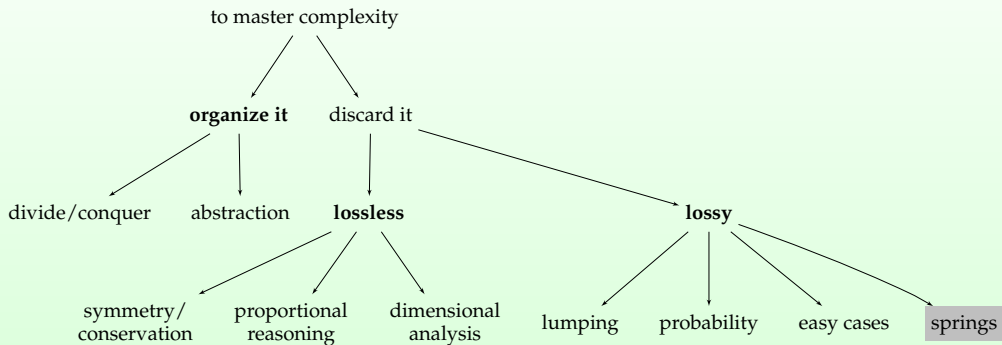 to master complexity
organize it
discard it
divide/conquer
abstraction
lossless
lossy
symmetry/
conservation
proportional
reasoning
dimensional
analysis
lumping
probability
easy cases
springs